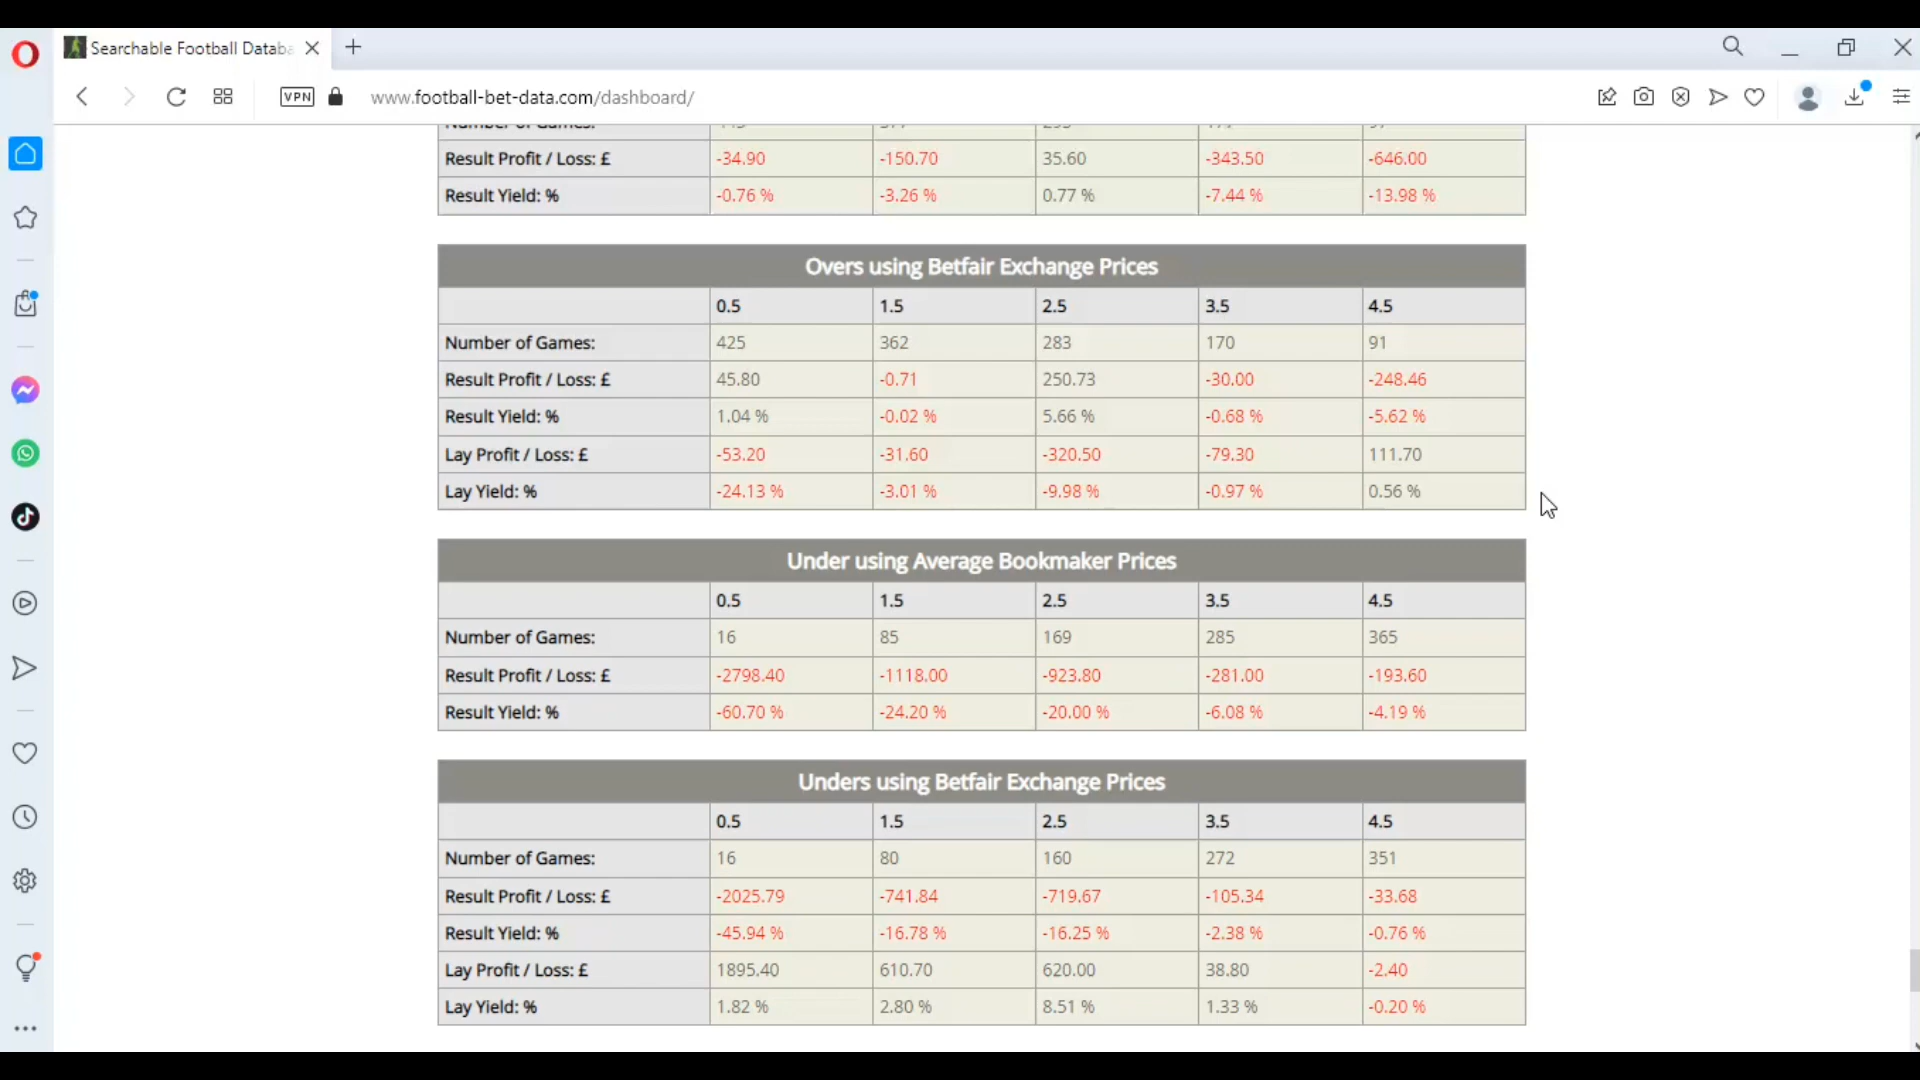 Searchable Football Databa
VPN
www.football-bet-data.com/dashboard/
Number of Games:
Result Profit / Loss: £ -34.90 -150.70 35.60 -343.50 -646.00
Result Yield: % -0.76 % -3.26 % 0.77 % -7.44 % -13.98 %
Overs using Betfair Exchange Prices
0.5 1.5 2.5 3.5 4.5
Number of Games: 425 362 283 170 91
Result Profit / Loss: £ 45.80 -0.71 250.73 -30.00 -248.46
Result Yield: % 1.04 % -0.02 % 5.66 % -0.68 % -5.62 %
Lay Profit / Loss: £ -53.20 -31.60 -320.50 -79.30 111.70
Lay Yield: % -24.13 % -3.01 % -9.98 % -0.97 % 0.56 %
Under using Average Bookmaker Prices
0.5 1.5 2.5 3.5 4.5
Number of Games: 16 85 169 285 365
Result Profit / Loss: £ -2798.40 -1118.00 -923.80 -281.00 -193.60
Result Yield: % -60.70 % -24.20 % -20.00 % -6.08 % -4.19 %
Unders using Betfair Exchange Prices
0.5 1.5 2.5 3.5 4.5
Number of Games: 16 80 160 272 351
Result Profit / Loss: £ -2025.79 -741.84 -719.67 -105.34 -33.68
Result Yield: % -45.94 % -16.78 % -16.25 % -2.38 % -0.76 %
Lay Profit / Loss: £ 1895.40 610.70 620.00 38.80 -2.40
Lay Yield: % 1.82 % 2.80 % 8.51 % 1.33 % -0.20 %